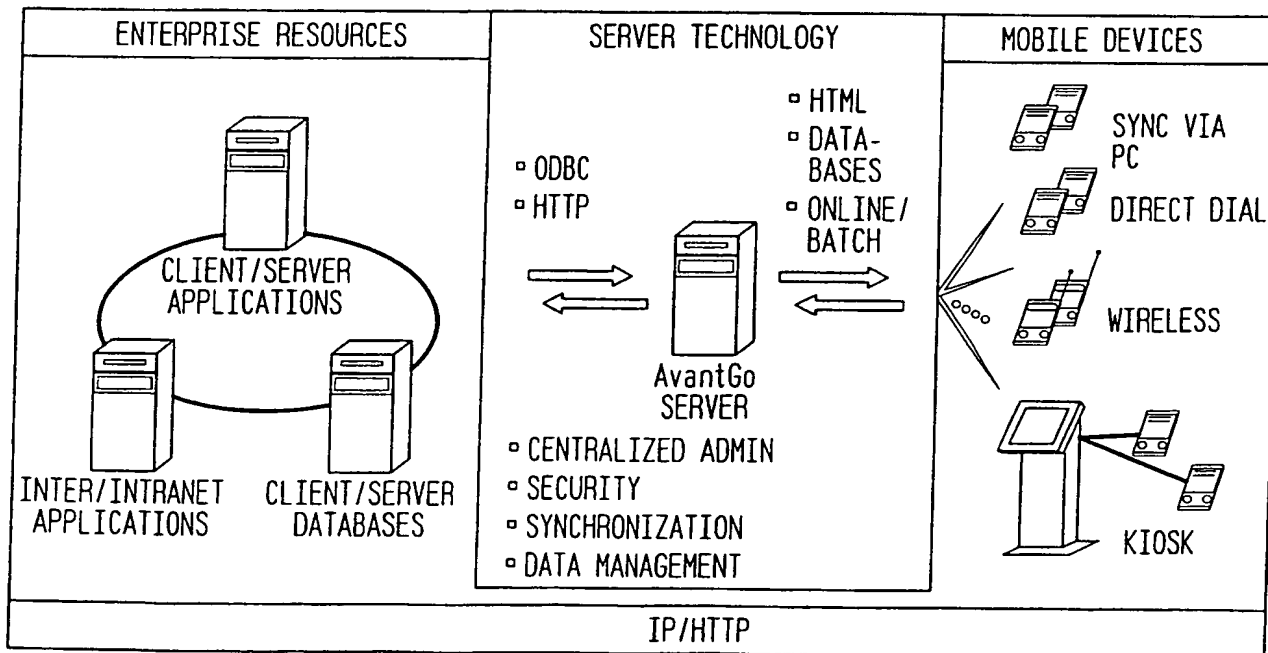 ENTERPRISE RESOURCES
CLIENT/SERVER
APPLICATIONS
INTER/INTRANET
APPLICATIONS
CLIENT/SERVER
DATABASES
SERVER TECHNOLOGY
▫ ODBC
▫ HTTP
▫ HTML
▫ DATA-
BASES
▫ ONLINE/
BATCH
AvantGo
SERVER
▫ CENTRALIZED ADMIN
▫ SECURITY
▫ SYNCHRONIZATION
▫ DATA MANAGEMENT
MOBILE DEVICES
SYNC VIA
PC
DIRECT DIAL
WIRELESS
KIOSK
IP/HTTP